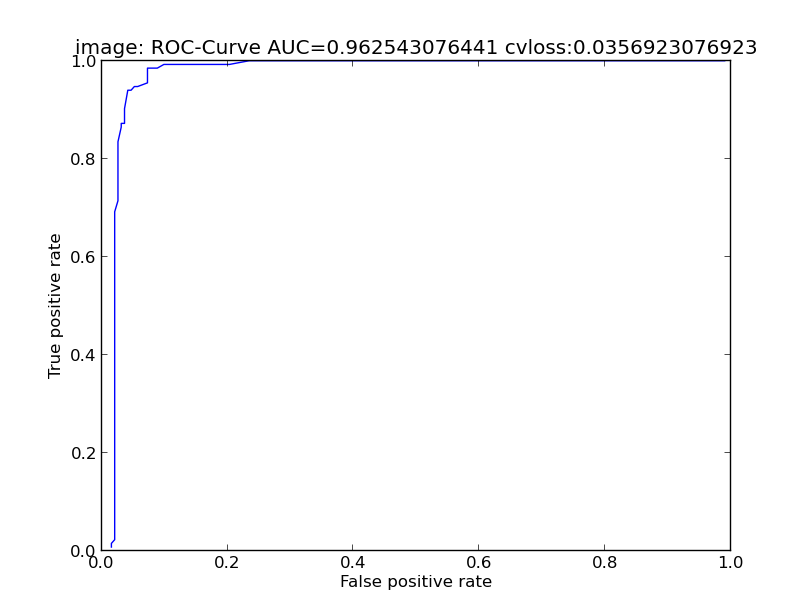 image: ROC-Curve AUC=0.962543076441 cvloss:0.0356923076923
1.0
0.8
0.6
0.4
0.2
0.0
True positive rate
0.0 0.2 0.4 0.6 0.8 1.0
False positive rate